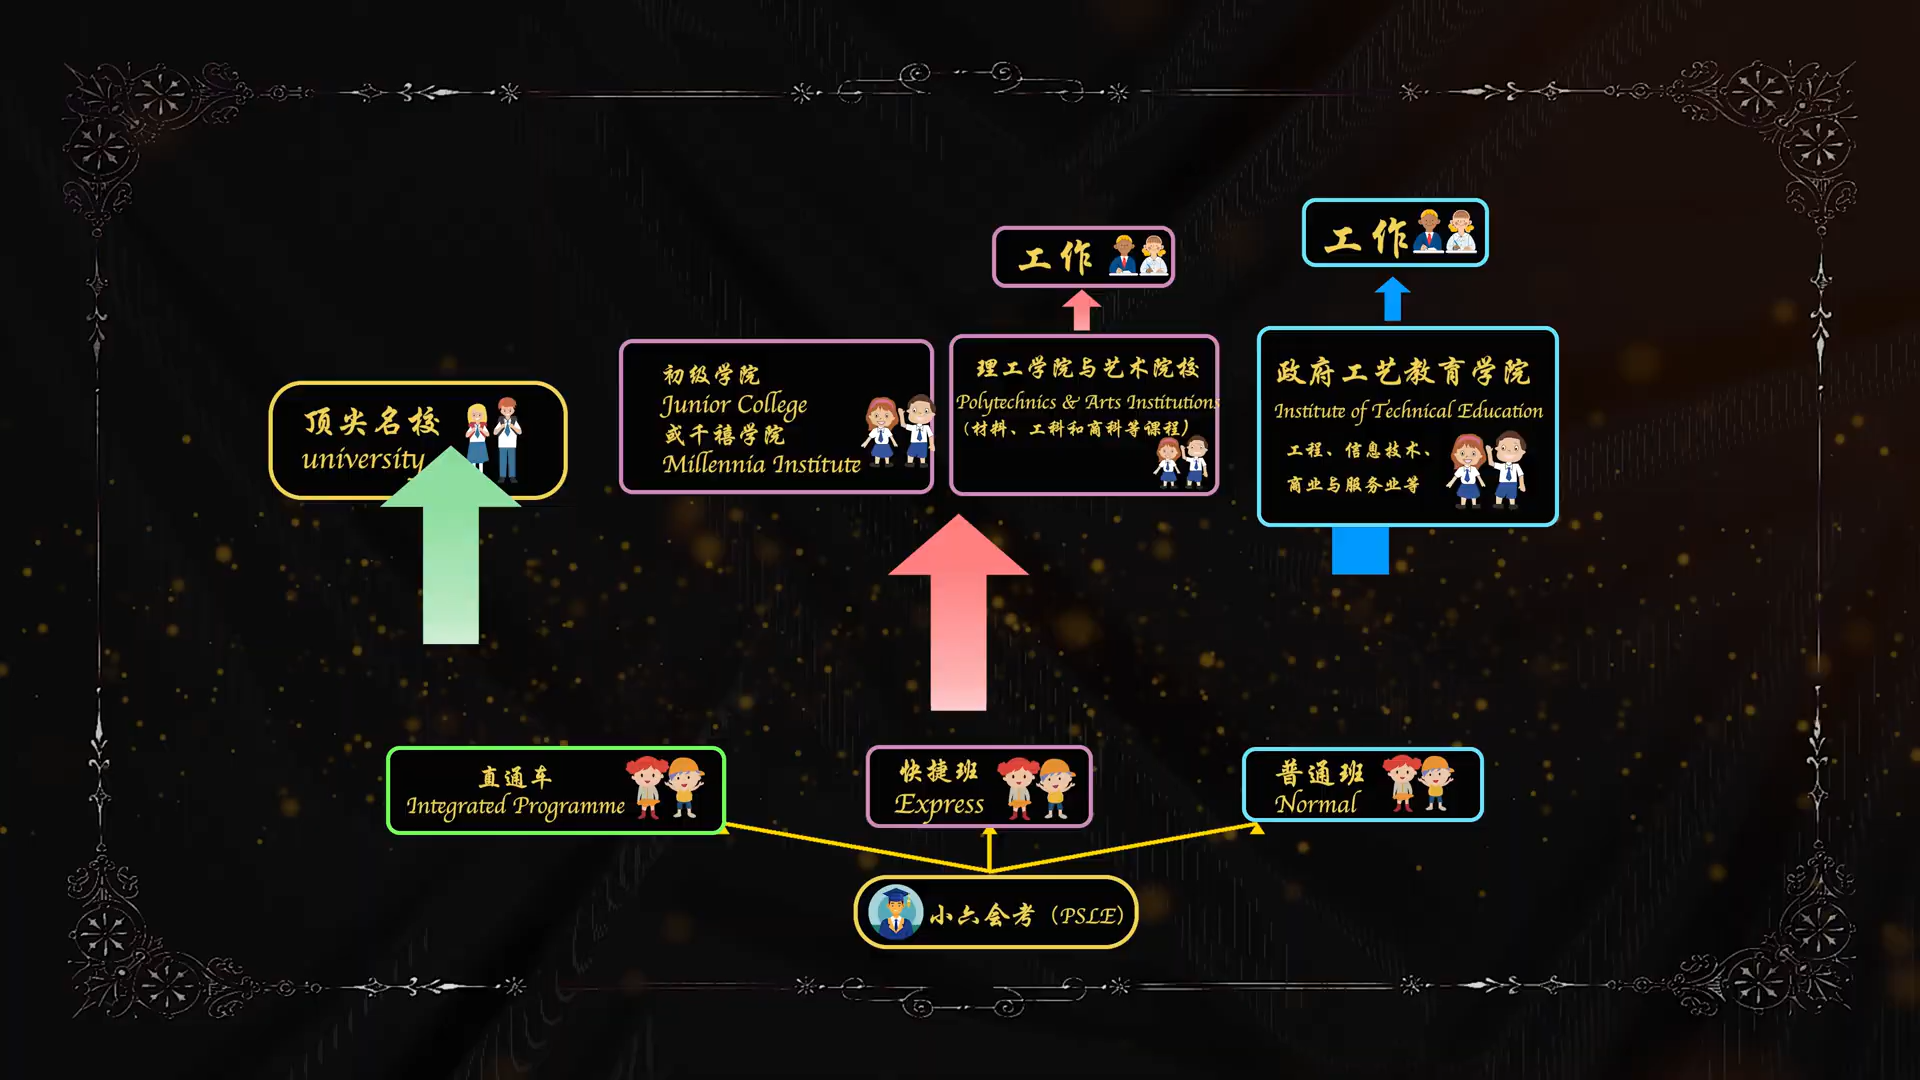 工作
工作
顶尖名校
university
初级学院
Junior College
或千禧学院
Millennia Institute
理工学院与艺术院校
Polytechnics & Arts Institutions
（材料、工科和商科等课程）
政府工艺教育学院
Institute of Technical Education
工程、信息技术、
商业与服务业等
直通车
Integrated Programme
快捷班
Express
普通班
Normal
小六会考（PSLE）